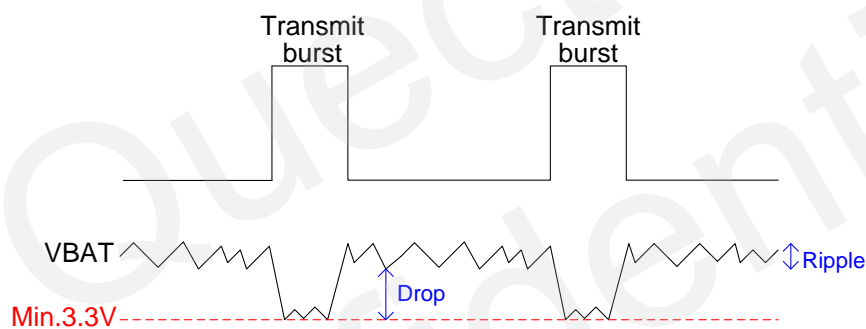 Transmit
burst
Transmit
burst
VBAT
Ripple
Drop
Min.3.3V